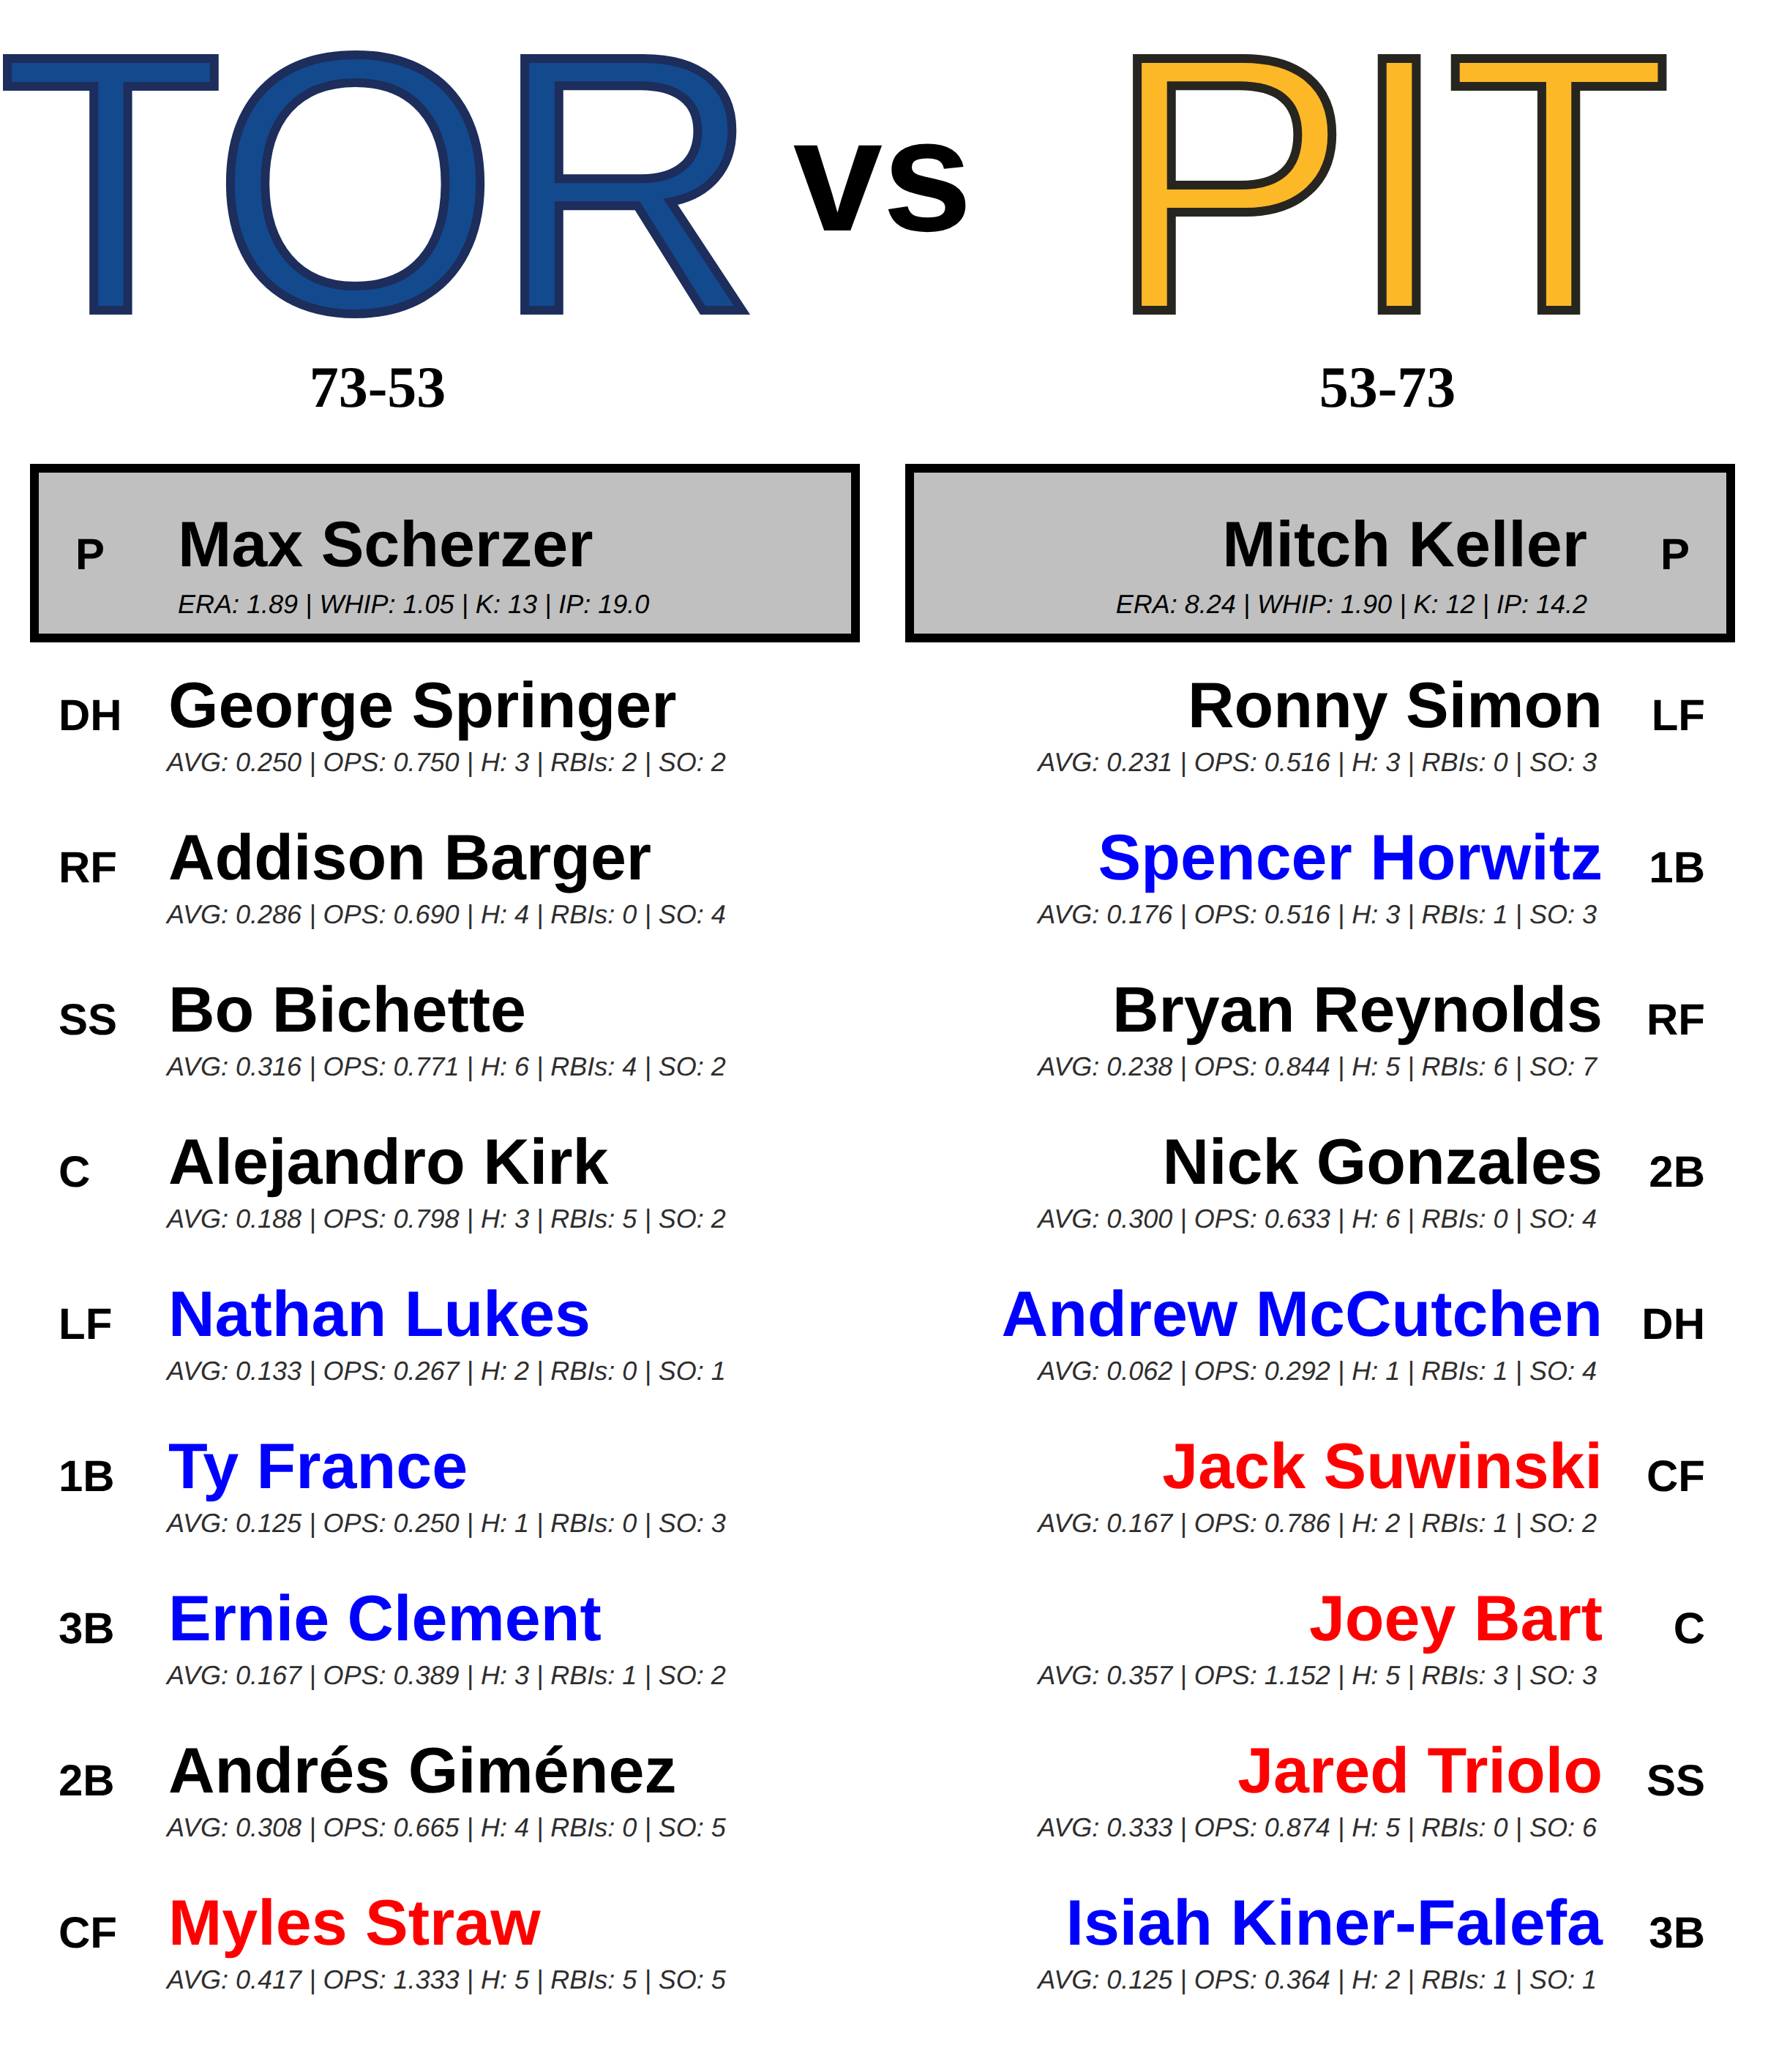 TOR vs PIT
73-53
53-73
P Max Scherzer
ERA: 1.89 | WHIP: 1.05 | K: 13 | IP: 19.0
DH George Springer
AVG: 0.250 | OPS: 0.750 | H: 3 | RBIs: 2 | SO: 2
RF Addison Barger
AVG: 0.286 | OPS: 0.690 | H: 4 | RBIs: 0 | SO: 4
SS Bo Bichette
AVG: 0.316 | OPS: 0.771 | H: 6 | RBIs: 4 | SO: 2
C Alejandro Kirk
AVG: 0.188 | OPS: 0.798 | H: 3 | RBIs: 5 | SO: 2
LF Nathan Lukes
AVG: 0.133 | OPS: 0.267 | H: 2 | RBIs: 0 | SO: 1
1B Ty France
AVG: 0.125 | OPS: 0.250 | H: 1 | RBIs: 0 | SO: 3
3B Ernie Clement
AVG: 0.167 | OPS: 0.389 | H: 3 | RBIs: 1 | SO: 2
2B Andrés Giménez
AVG: 0.308 | OPS: 0.665 | H: 4 | RBIs: 0 | SO: 5
CF Myles Straw
AVG: 0.417 | OPS: 1.333 | H: 5 | RBIs: 5 | SO: 5
Mitch Keller P
ERA: 8.24 | WHIP: 1.90 | K: 12 | IP: 14.2
Ronny Simon LF
AVG: 0.231 | OPS: 0.516 | H: 3 | RBIs: 0 | SO: 3
Spencer Horwitz 1B
AVG: 0.176 | OPS: 0.516 | H: 3 | RBIs: 1 | SO: 3
Bryan Reynolds RF
AVG: 0.238 | OPS: 0.844 | H: 5 | RBIs: 6 | SO: 7
Nick Gonzales 2B
AVG: 0.300 | OPS: 0.633 | H: 6 | RBIs: 0 | SO: 4
Andrew McCutchen DH
AVG: 0.062 | OPS: 0.292 | H: 1 | RBIs: 1 | SO: 4
Jack Suwinski CF
AVG: 0.167 | OPS: 0.786 | H: 2 | RBIs: 1 | SO: 2
Joey Bart C
AVG: 0.357 | OPS: 1.152 | H: 5 | RBIs: 3 | SO: 3
Jared Triolo SS
AVG: 0.333 | OPS: 0.874 | H: 5 | RBIs: 0 | SO: 6
Isiah Kiner-Falefa 3B
AVG: 0.125 | OPS: 0.364 | H: 2 | RBIs: 1 | SO: 1